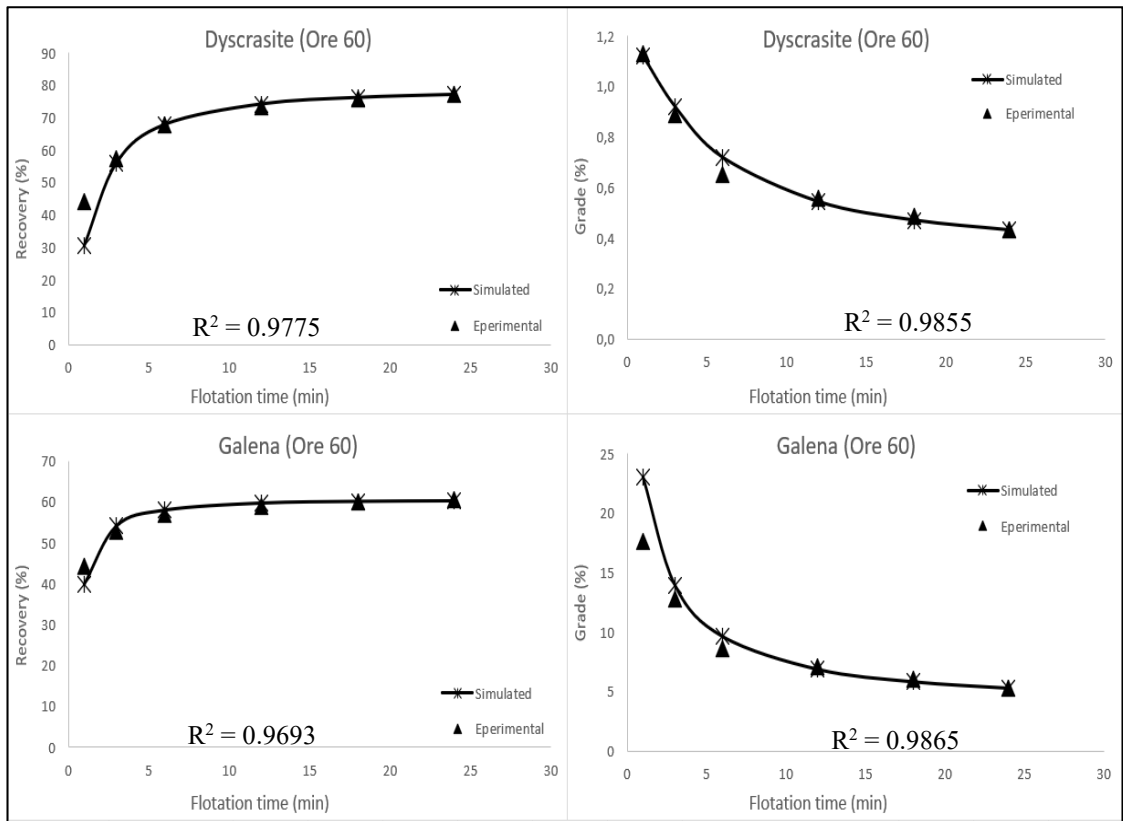 Dyscrasite (Ore 60)
90
80
70
60
50
40
30
20
10
0
Recovery (%)
Simulated
Eperimental
R² = 0.9775
0 5 10 15 20 25 30
Flotation time (min)
Dyscrasite (Ore 60)
1,2
1,0
0,8
0,6
0,4
0,2
0,0
Grade (%)
Simulated
Eperimental
R² = 0.9855
0 5 10 15 20 25 30
Flotation time (min)
Galena (Ore 60)
70
60
50
40
30
20
10
0
Recovery (%)
Simulated
Eperimental
R² = 0.9693
0 5 10 15 20 25 30
Flotation time (min)
Galena (Ore 60)
25
20
15
10
5
0
Grade (%)
Simulated
Eperimental
R² = 0.9865
0 5 10 15 20 25 30
Flotation time (min)